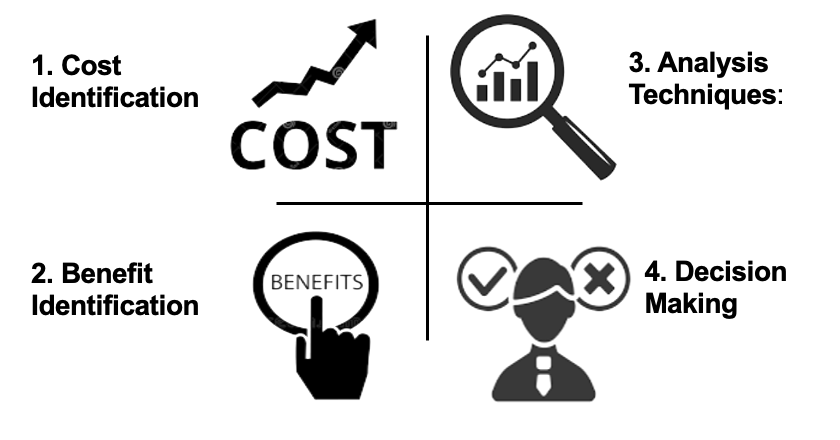 1. Cost
Identification
COST
3. Analysis
Techniques:
2. Benefit
Identification
BENEFITS
4. Decision
Making